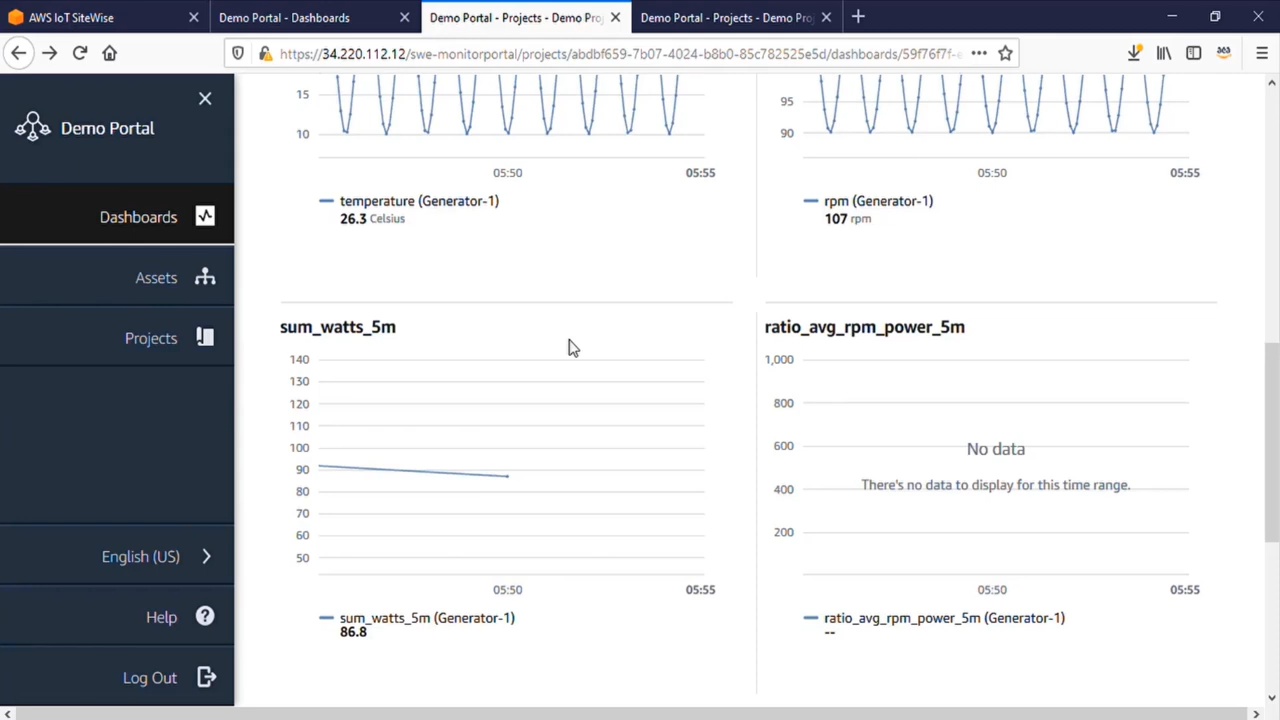 AWS IoT SiteWise
Demo Portal - Dashboards
Demo Portal - Projects - Demo Proj
Demo Portal - Projects - Demo Proj
https://34.220.112.12/swe-monitorportal/projects/abdbf659-7b07-4024-b8b0-85c782525e5d/dashboards/59f76f7f-e
Demo Portal
Dashboards
Assets
Projects
English (US)
Help
Log Out
15
10
05:50
05:55
temperature (Generator-1)
26.3 Celsius
95
90
05:50
05:55
rpm (Generator-1)
107 rpm
sum_watts_5m
140
130
120
110
100
90
80
70
60
50
05:50
05:55
sum_watts_5m (Generator-1)
86.8
ratio_avg_rpm_power_5m
1,000
800
600
400
200
No data
There's no data to display for this time range.
05:50
05:55
ratio_avg_rpm_power_5m (Generator-1)
--